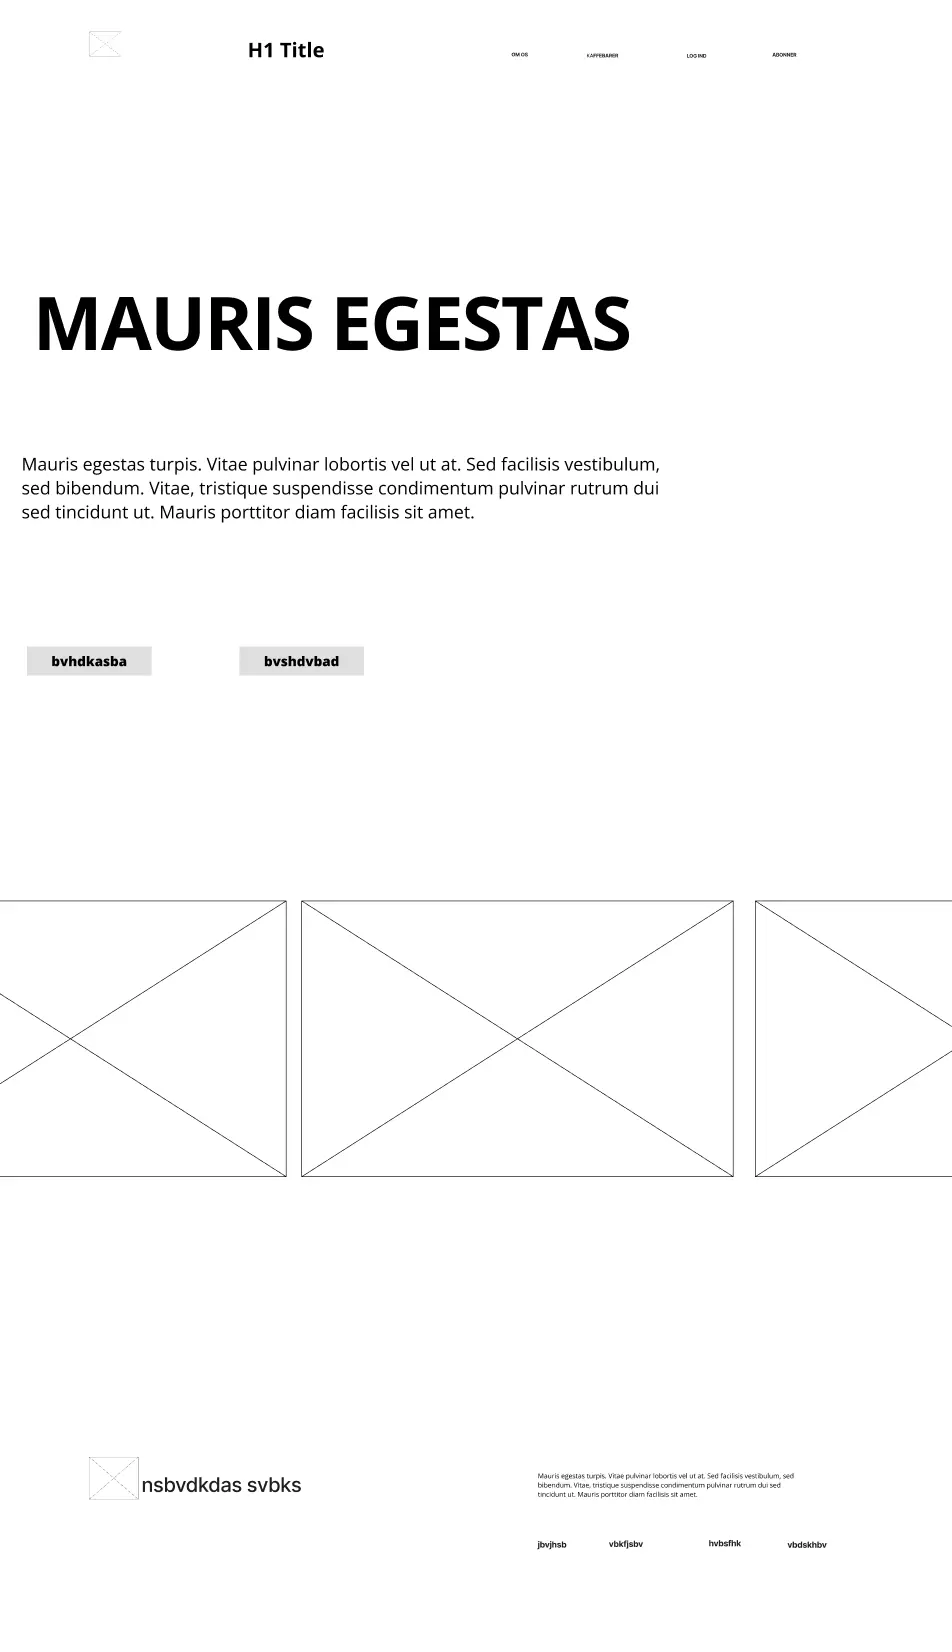 H1 Title
OM OS
KAFFEBARER
LOG IND
ABONNER
MAURIS EGESTAS
Mauris egestas turpis. Vitae pulvinar lobortis vel ut at. Sed facilisis vestibulum,
sed bibendum. Vitae, tristique suspendisse condimentum pulvinar rutrum dui
sed tincidunt ut. Mauris porttitor diam facilisis sit amet.
bvhdkasba
bvshdvbad
nsbvdkdas svbks
Mauris egestas turpis. Vitae pulvinar lobortis vel ut at. Sed facilisis vestibulum, sed
bibendum. Vitae, tristique suspendisse condimentum pulvinar rutrum dui sed
tincidunt ut. Mauris porttitor diam facilisis sit amet.
jbvjhsb
vbkfjsbv
hvbsfhk
vbdskhbv